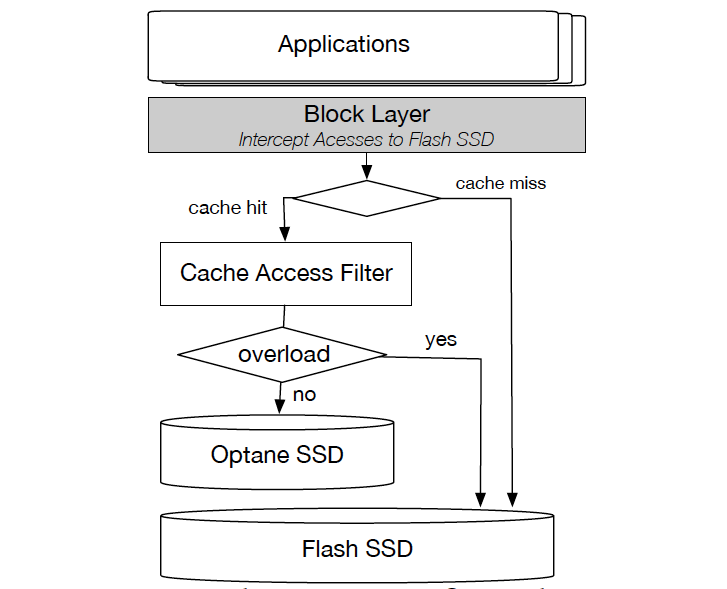 Applications
Block Layer
Intercept Acesses to Flash SSD
cache miss
cache hit
Cache Access Filter
yes
overload
no
Optane SSD
Flash SSD